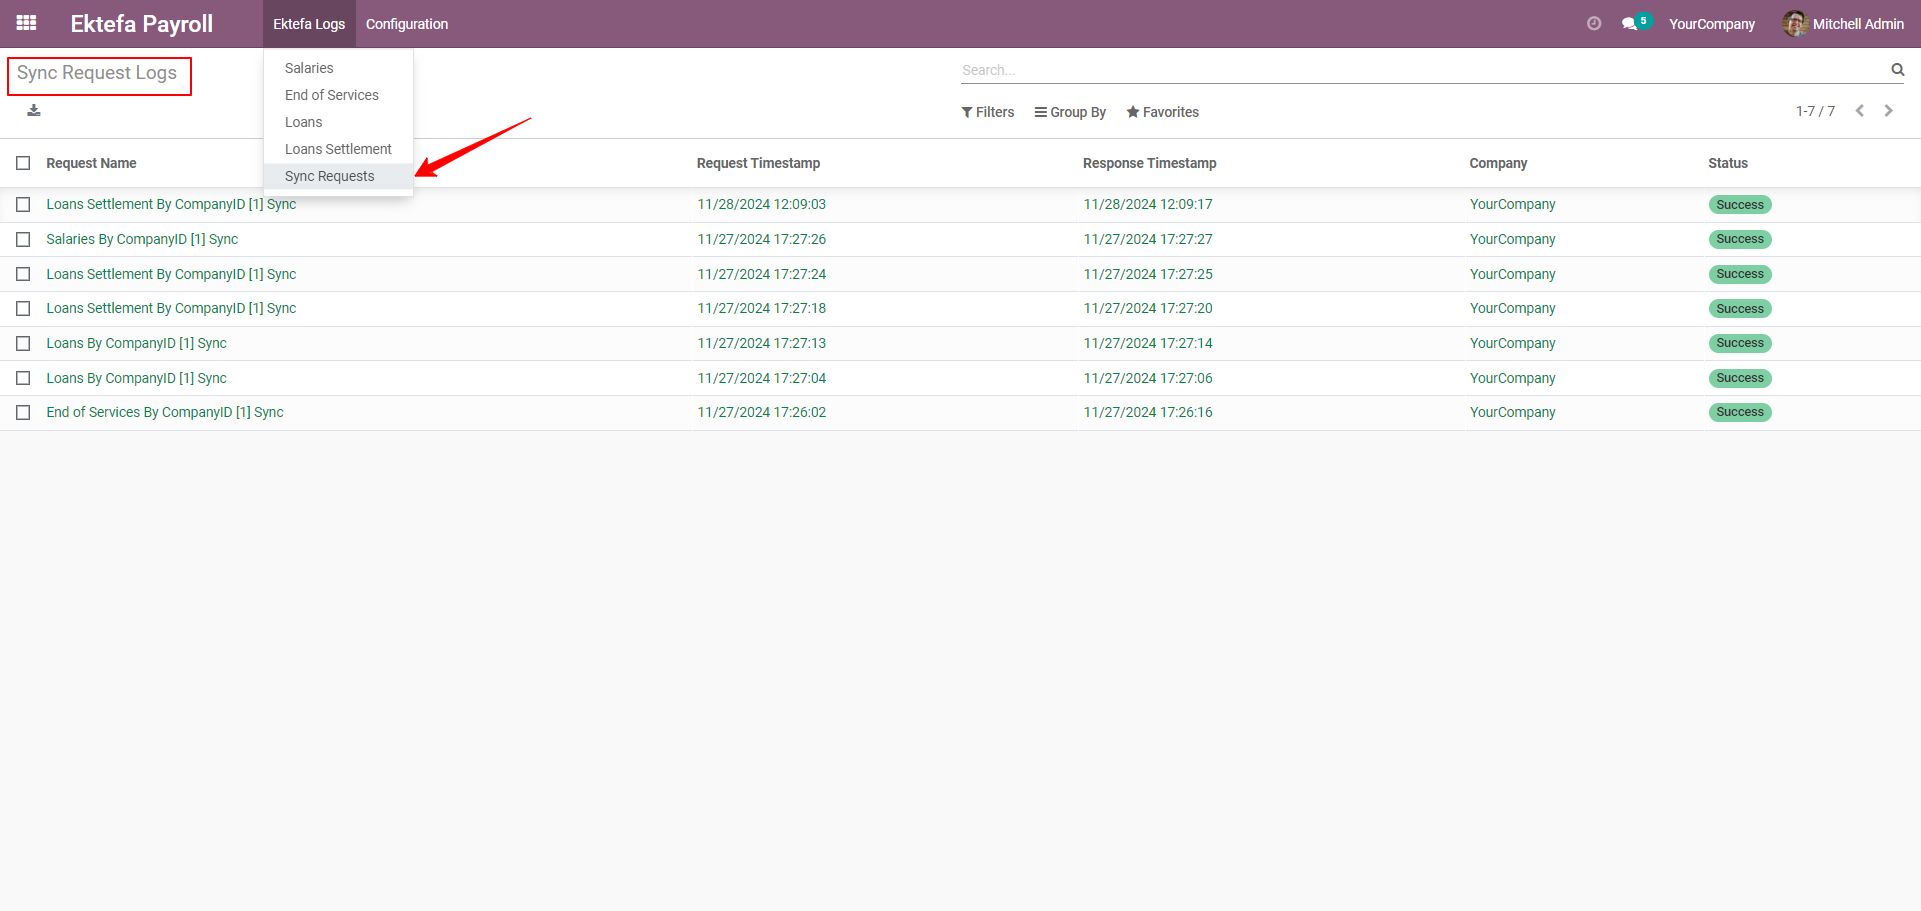 Ektefa Payroll Ektefa Logs Configuration 5 YourCompany Mitchell Admin
Sync Request Logs
Salaries
End of Services
Loans
Loans Settlement
Sync Requests
Search...
Filters Group By Favorites 1-7 / 7
Request Name Request Timestamp Response Timestamp Company Status
Loans Settlement By CompanyID [1] Sync 11/28/2024 12:09:03 11/28/2024 12:09:17 YourCompany Success
Salaries By CompanyID [1] Sync 11/27/2024 17:27:26 11/27/2024 17:27:27 YourCompany Success
Loans Settlement By CompanyID [1] Sync 11/27/2024 17:27:24 11/27/2024 17:27:25 YourCompany Success
Loans Settlement By CompanyID [1] Sync 11/27/2024 17:27:18 11/27/2024 17:27:20 YourCompany Success
Loans By CompanyID [1] Sync 11/27/2024 17:27:13 11/27/2024 17:27:14 YourCompany Success
Loans By CompanyID [1] Sync 11/27/2024 17:27:04 11/27/2024 17:27:06 YourCompany Success
End of Services By CompanyID [1] Sync 11/27/2024 17:26:02 11/27/2024 17:26:16 YourCompany Success